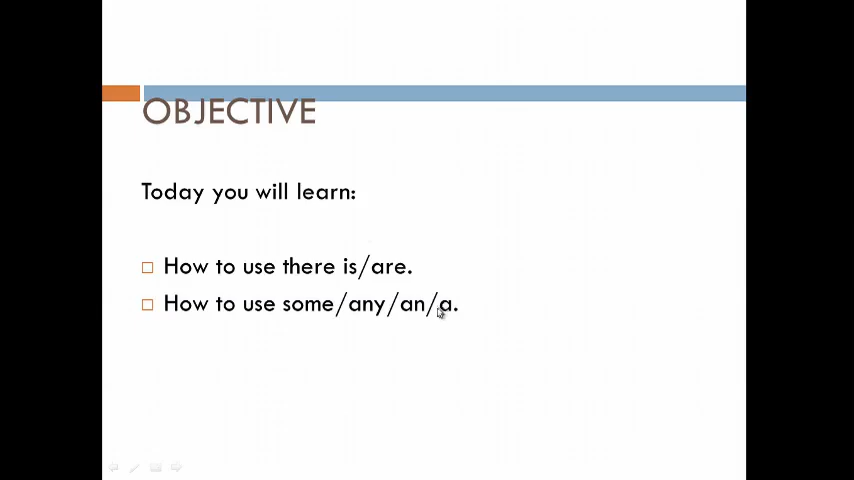 OBJECTIVE
Today you will learn:
How to use there is/are.
How to use some/any/an/a.